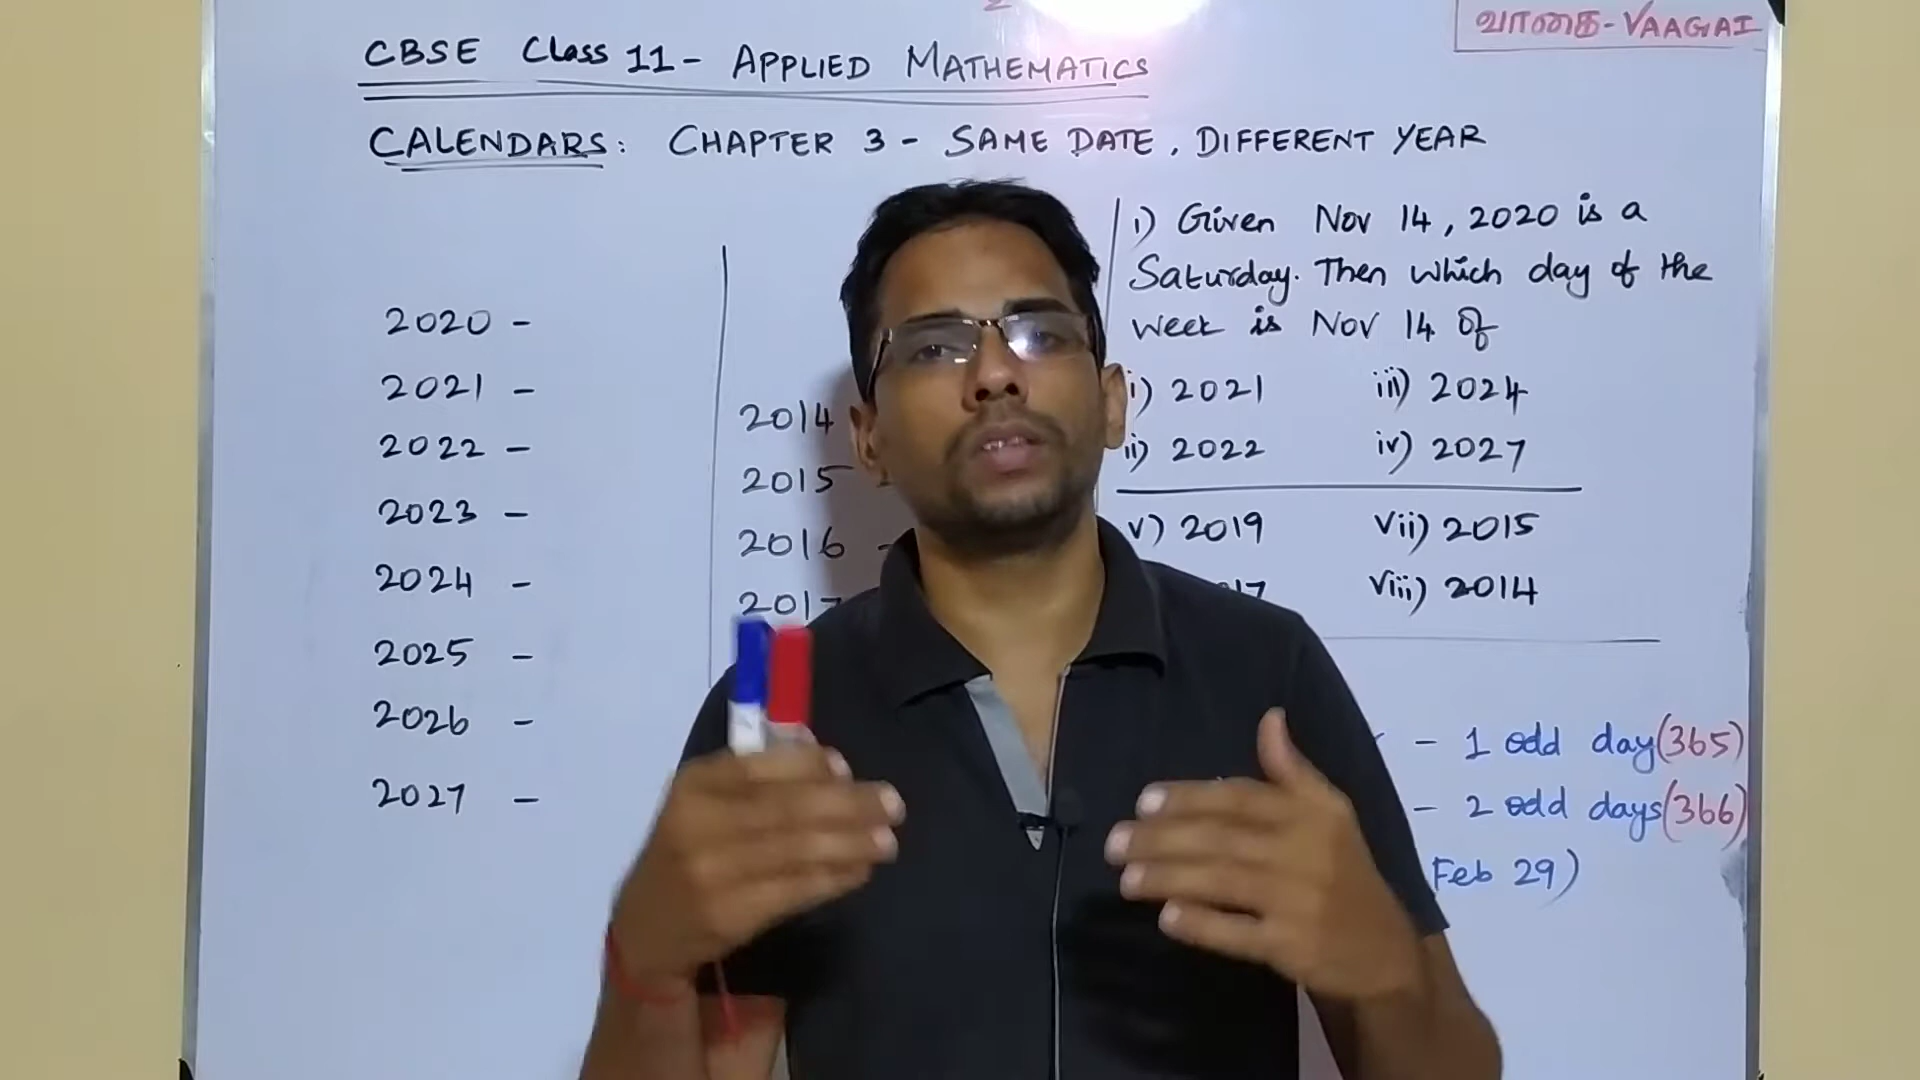 வாகை-VAAGAI
CBSE Class 11 - APPLIED MATHEMATICS
CALENDARS: CHAPTER 3 - SAME DATE, DIFFERENT YEAR
2020 -
2021 -
2022 -
2023 -
2024 -
2025 -
2026 -
2027 -
2014
2015
2016 -
2017
1) Given Nov 14, 2020 is a
Saturday. Then which day of the
week is Nov 14 of
i) 2021 iii) 2024
ii) 2022 iv) 2027
v) 2019 vii) 2015
17 viii) 2014
- 1 odd day (365)
- 2 odd days (366)
Feb 29)